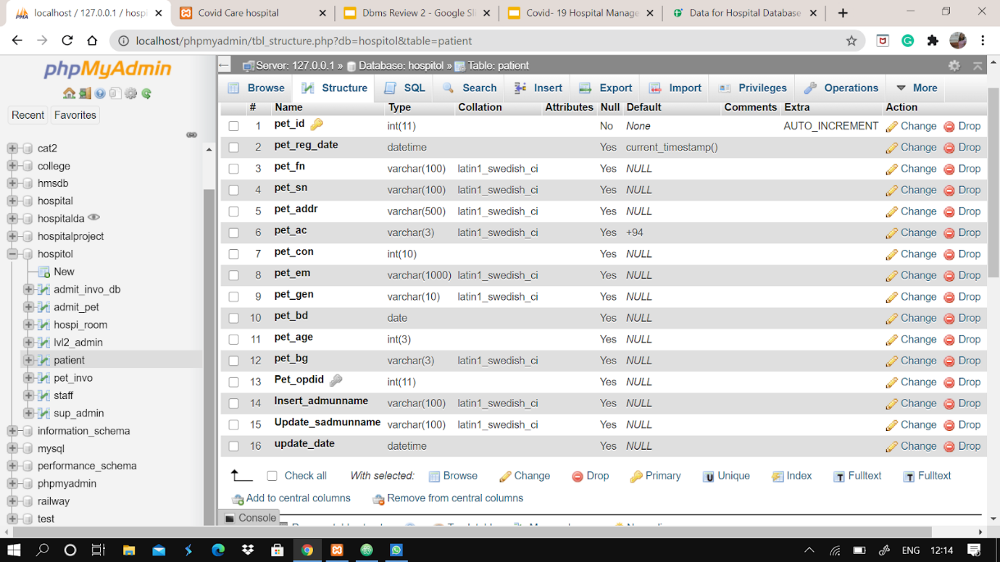 localhost / 127.0.0.1 / hospi
Covid Care hospital
Dbms Review 2 - Google Sli
Covid- 19 Hospital Manage
Data for Hospital Database
localhost/phpmyadmin/tbl_structure.php?db=hospitol&table=patient
phpMyAdmin
Recent Favorites
cat2
college
hmsdb
hospital
hospitalda
hospitalproject
hospitol
New
admit_invo_db
admit_pet
hospi_room
lvl2_admin
patient
pet_invo
staff
sup_admin
information_schema
mysql
performance_schema
phpmyadmin
railway
test
Server: 127.0.0.1 » Database: hospitol » Table: patient
Browse Structure SQL Search Insert Export Import Privileges Operations More
# Name Type Collation Attributes Null Default Comments Extra Action
1 pet_id int(11) No None AUTO_INCREMENT Change Drop
2 pet_reg_date datetime Yes current_timestamp() Change Drop
3 pet_fn varchar(100) latin1_swedish_ci Yes NULL Change Drop
4 pet_sn varchar(100) latin1_swedish_ci Yes NULL Change Drop
5 pet_addr varchar(500) latin1_swedish_ci Yes NULL Change Drop
6 pet_ac varchar(3) latin1_swedish_ci Yes +94 Change Drop
7 pet_con int(10) Yes NULL Change Drop
8 pet_em varchar(1000) latin1_swedish_ci Yes NULL Change Drop
9 pet_gen varchar(10) latin1_swedish_ci Yes NULL Change Drop
10 pet_bd date Yes NULL Change Drop
11 pet_age int(3) Yes NULL Change Drop
12 pet_bg varchar(3) latin1_swedish_ci Yes NULL Change Drop
13 Pet_opdid int(11) Yes NULL Change Drop
14 Insert_admunname varchar(100) latin1_swedish_ci Yes NULL Change Drop
15 Update_sadmunname varchar(100) latin1_swedish_ci Yes NULL Change Drop
16 update_date datetime Yes NULL Change Drop
Check all With selected: Browse Change Drop Primary Unique Index Fulltext Fulltext
Add to central columns Remove from central columns
Console
ENG 12:14